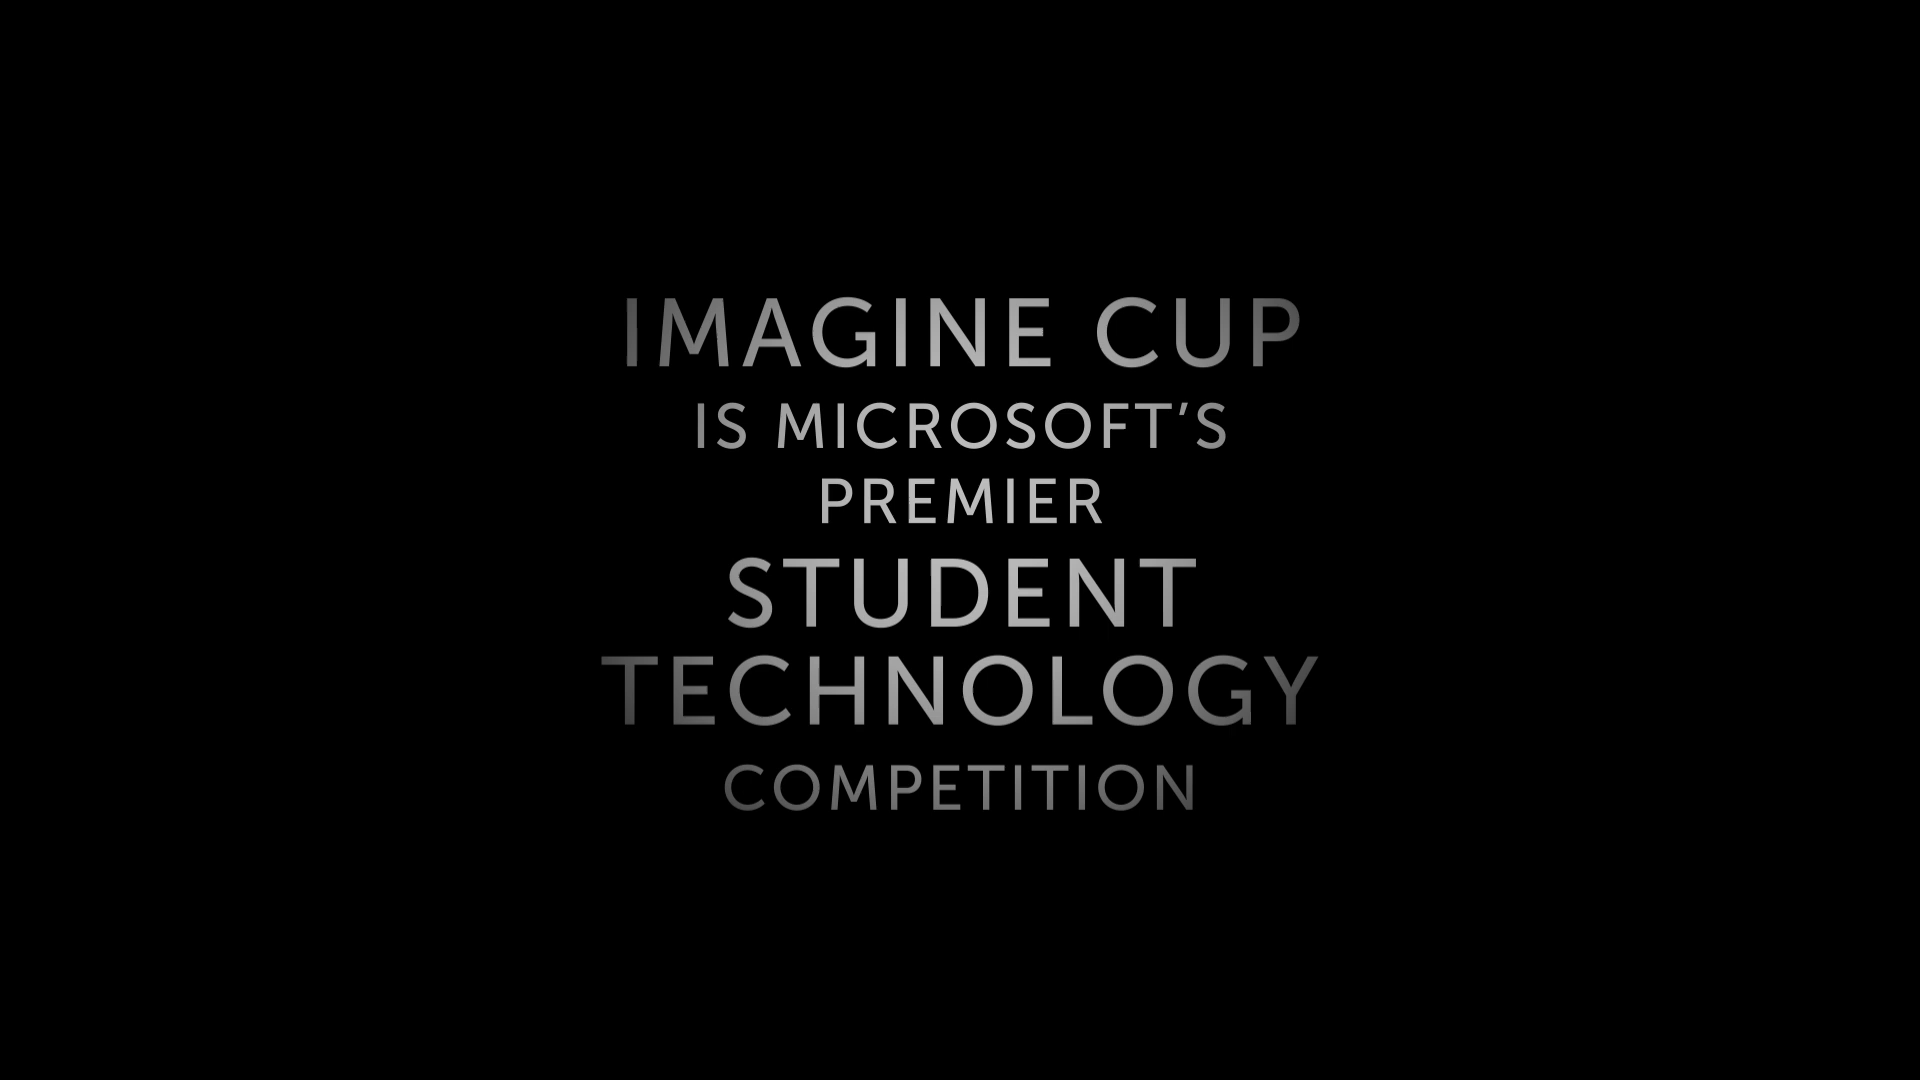 IMAGINE CUP
IS MICROSOFT’S
PREMIER
STUDENT
TECHNOLOGY
COMPETITION